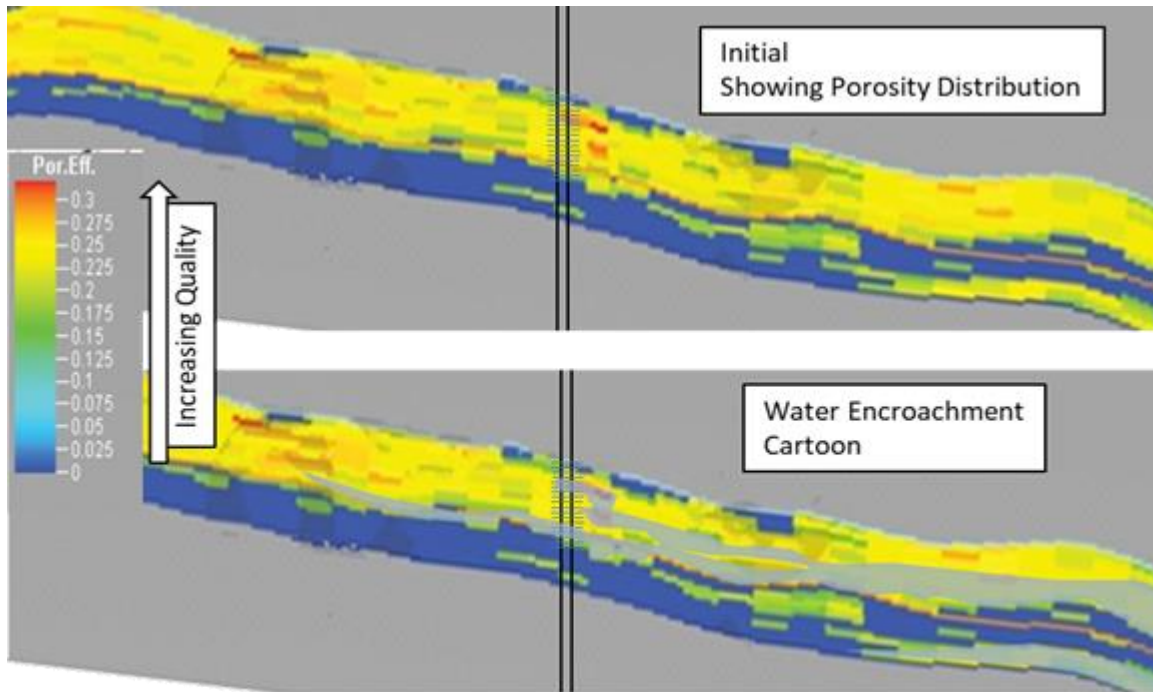 Initial
Showing Porosity Distribution
Por.Eff.
0.3
0.275
0.25
0.225
0.2
0.175
0.15
0.125
0.1
0.075
0.05
0.025
0
Increasing Quality
Water Encroachment
Cartoon